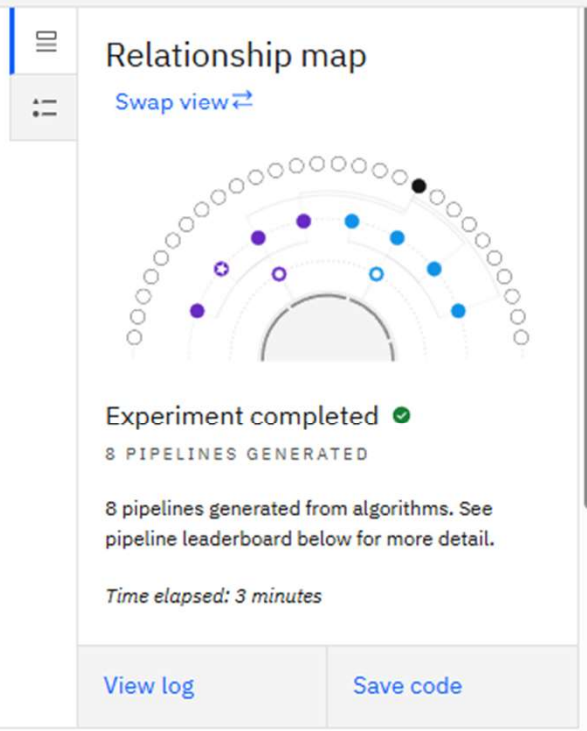 Relationship map
Swap view
Experiment completed
8 PIPELINES GENERATED
8 pipelines generated from algorithms. See
pipeline leaderboard below for more detail.
Time elapsed: 3 minutes
View log
Save code